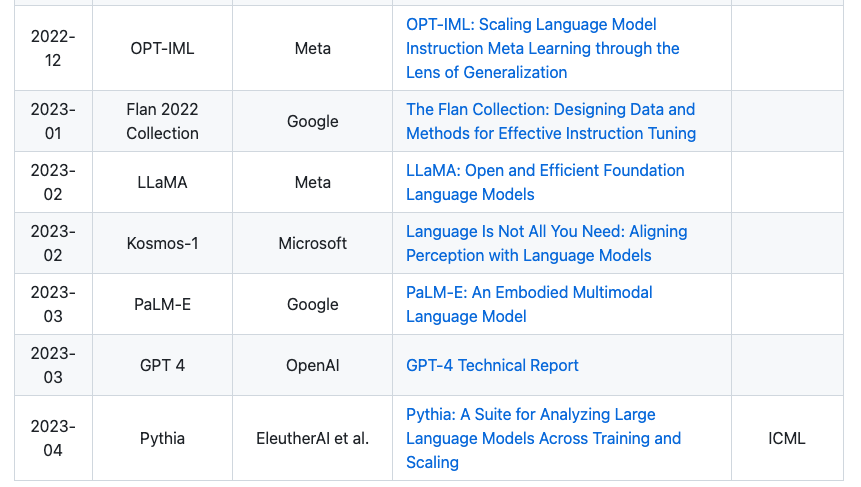 2022-
12
OPT-IML
Meta
OPT-IML: Scaling Language Model
Instruction Meta Learning through the
Lens of Generalization
2023-
01
Flan 2022
Collection
Google
The Flan Collection: Designing Data and
Methods for Effective Instruction Tuning
2023-
02
LLaMA
Meta
LLaMA: Open and Efficient Foundation
Language Models
2023-
02
Kosmos-1
Microsoft
Language Is Not All You Need: Aligning
Perception with Language Models
2023-
03
PaLM-E
Google
PaLM-E: An Embodied Multimodal
Language Model
2023-
03
GPT 4
OpenAI
GPT-4 Technical Report
2023-
04
Pythia
EleutherAI et al.
Pythia: A Suite for Analyzing Large
Language Models Across Training and
Scaling
ICML